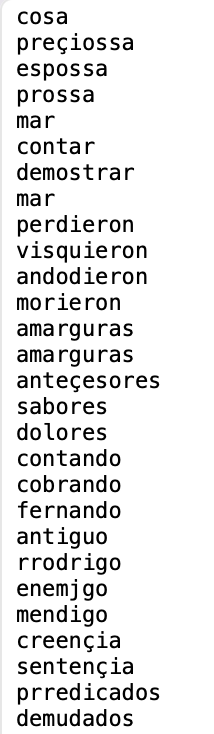 cosa
preçiossa
espossa
prossa
mar
contar
demostrar
mar
perdieron
visquieron
andodieron
morieron
amarguras
amarguras
anteçesores
sabores
dolores
contando
cobrando
fernando
antiguo
rrodrigo
enemjgo
mendigo
creençia
sentençia
prredicados
demudados